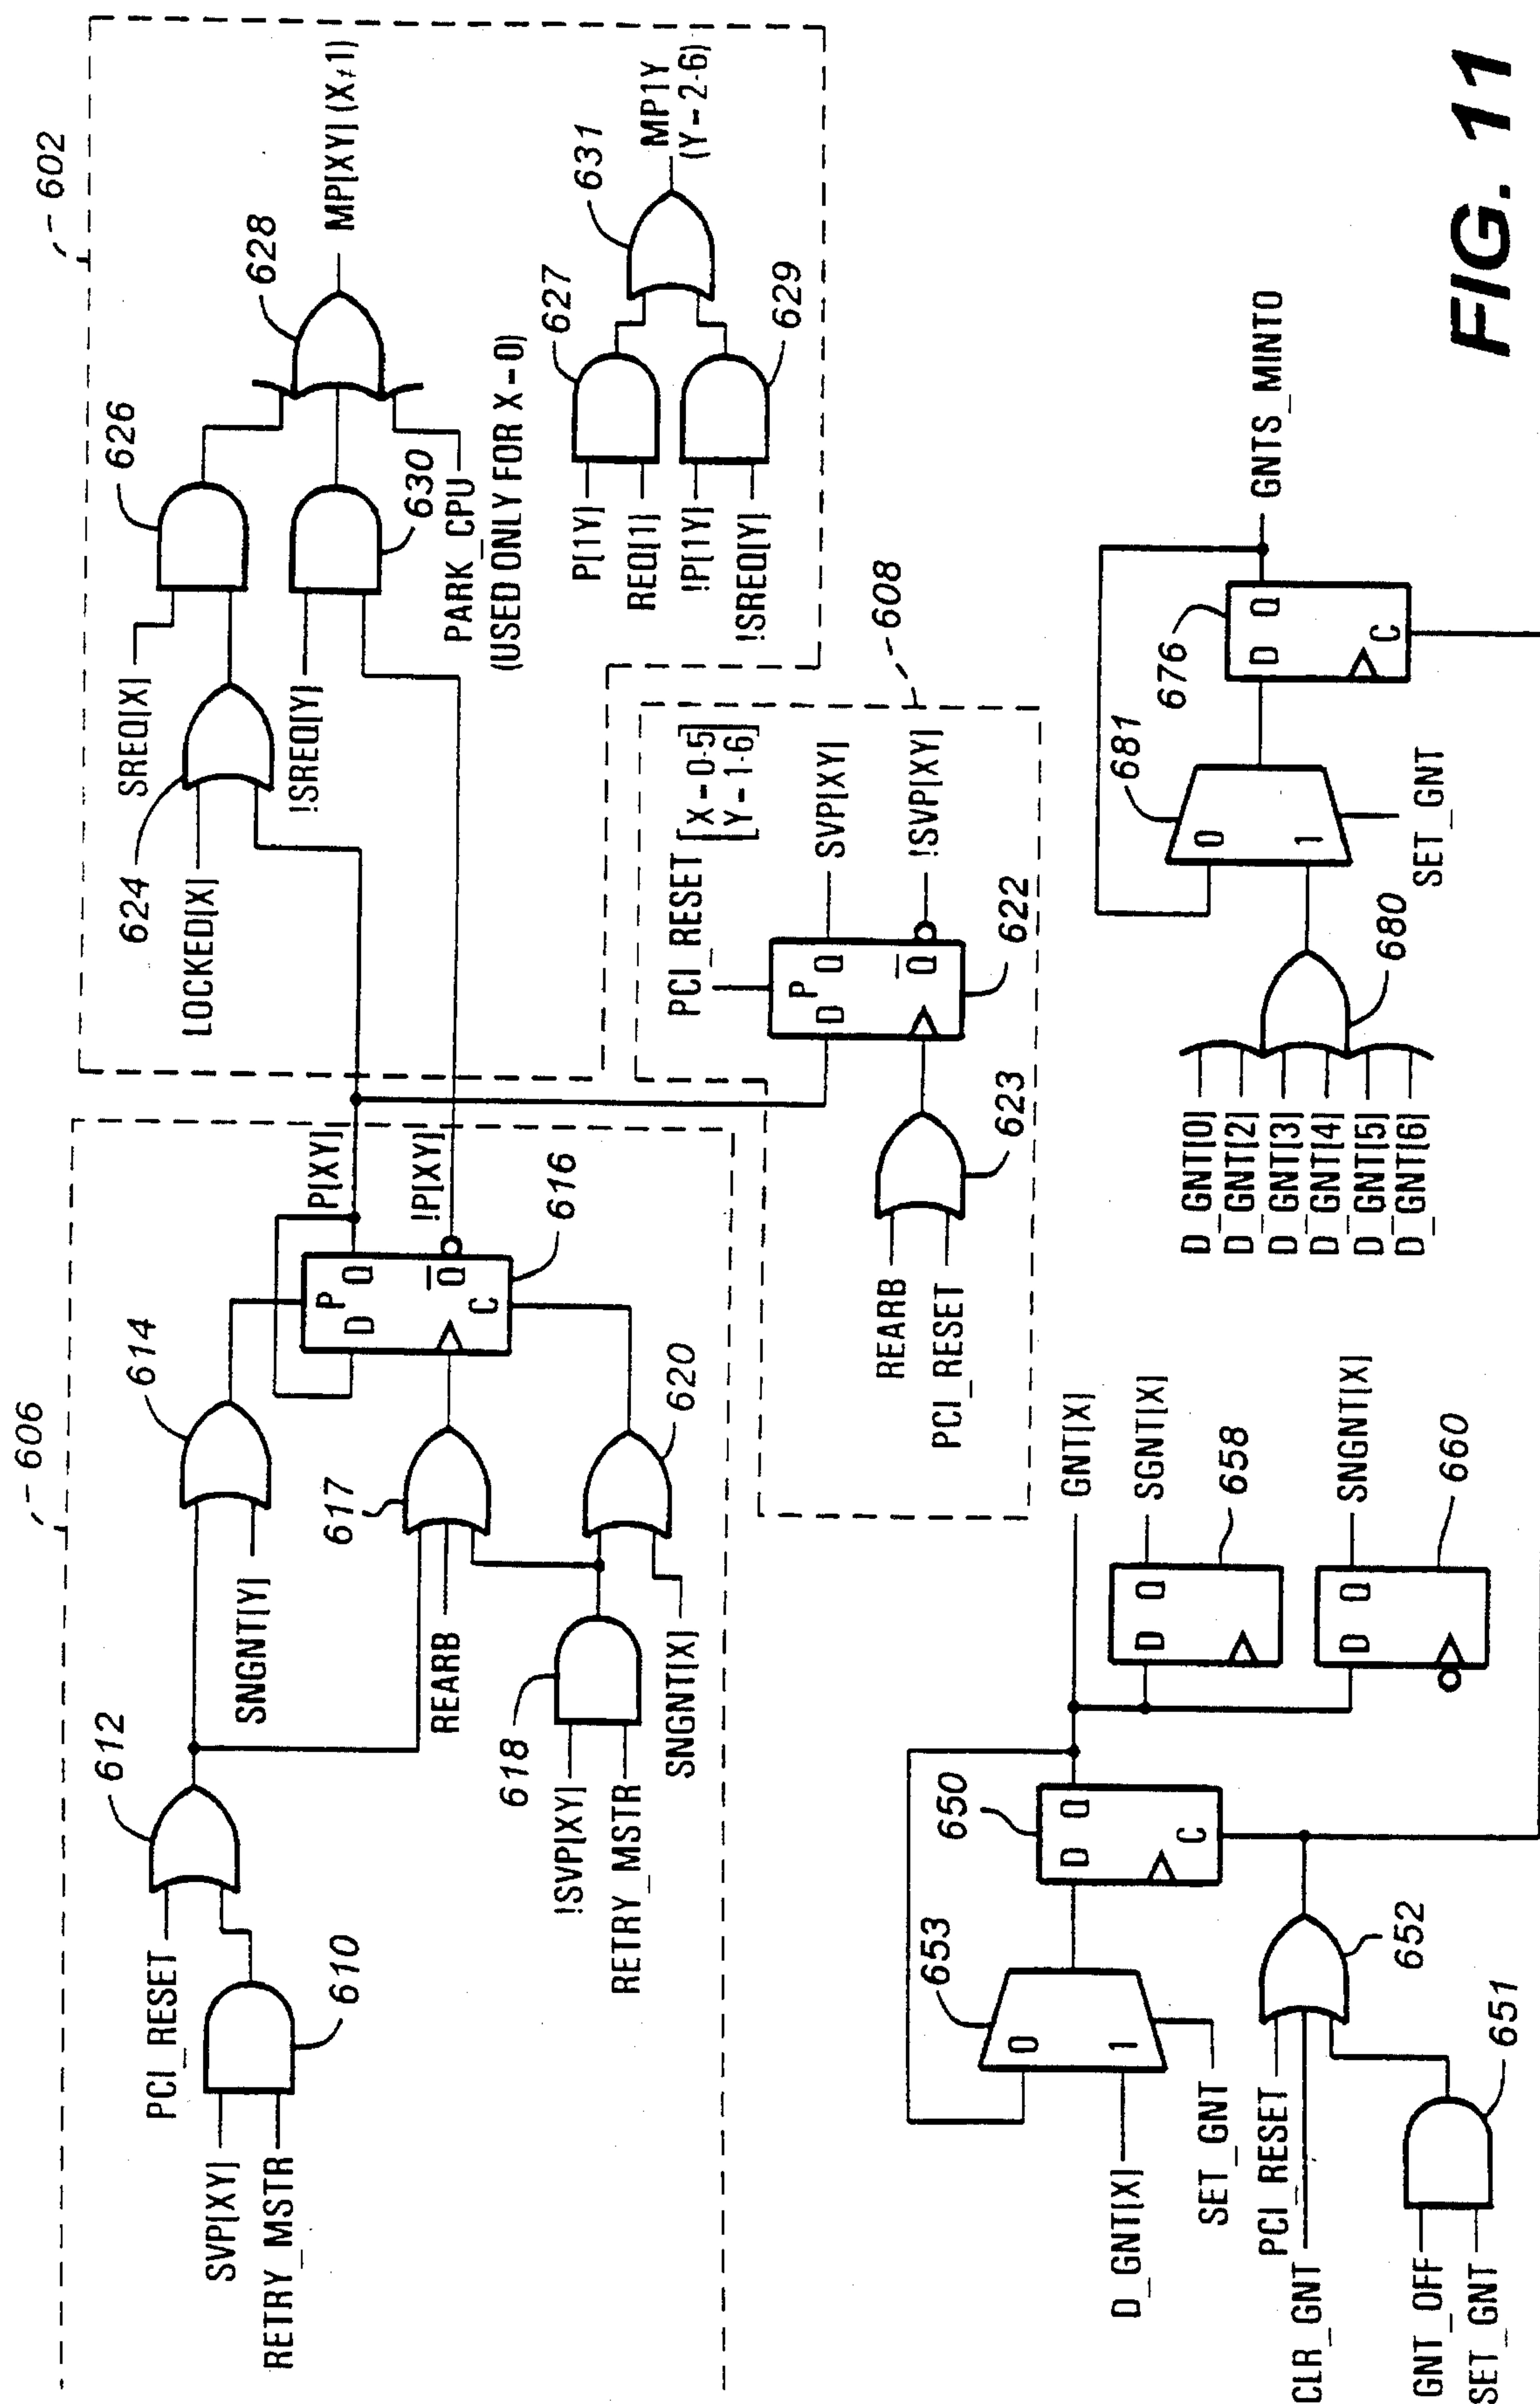 606
PCI_RESET
SVP[XY]
RETRY_MSTR
610
612
SNGNT[Y]
614
REARB
617
!SVP[XY]
RETRY_MSTR
618
SNGNT[X]
620
P
D Q
Q
C
616
P[XY]
!P[XY]
602
SREQ[X]
LOCKED[X]
624
626
!SREQ[Y]
630
628
MP[XY] (X≠1)
PARK_CPU
(USED ONLY FOR X=0)
P[1Y]
REQ[1]
627
!P[1Y]
!SREQ[Y]
629
631
MP1Y
(Y=2-6)
608
PCI_RESET
[X=0-5]
[Y=1-6]
REARB
PCI_RESET
623
P
D Q
Q
622
SVP[XY]
!SVP[XY]
D_GNT[X]
0
1
653
SET_GNT
PCI_RESET
CLR_GNT
GNT_OFF
SET_GNT
651
652
650
D Q
C
GNT[X]
D Q
SGNT[X]
658
D Q
SNGNT[X]
660
D_GNT[0]
D_GNT[2]
D_GNT[3]
D_GNT[4]
D_GNT[5]
D_GNT[6]
680
681
0
1
SET_GNT
676
D Q
C
GNTS_MINTO
FIG. 11